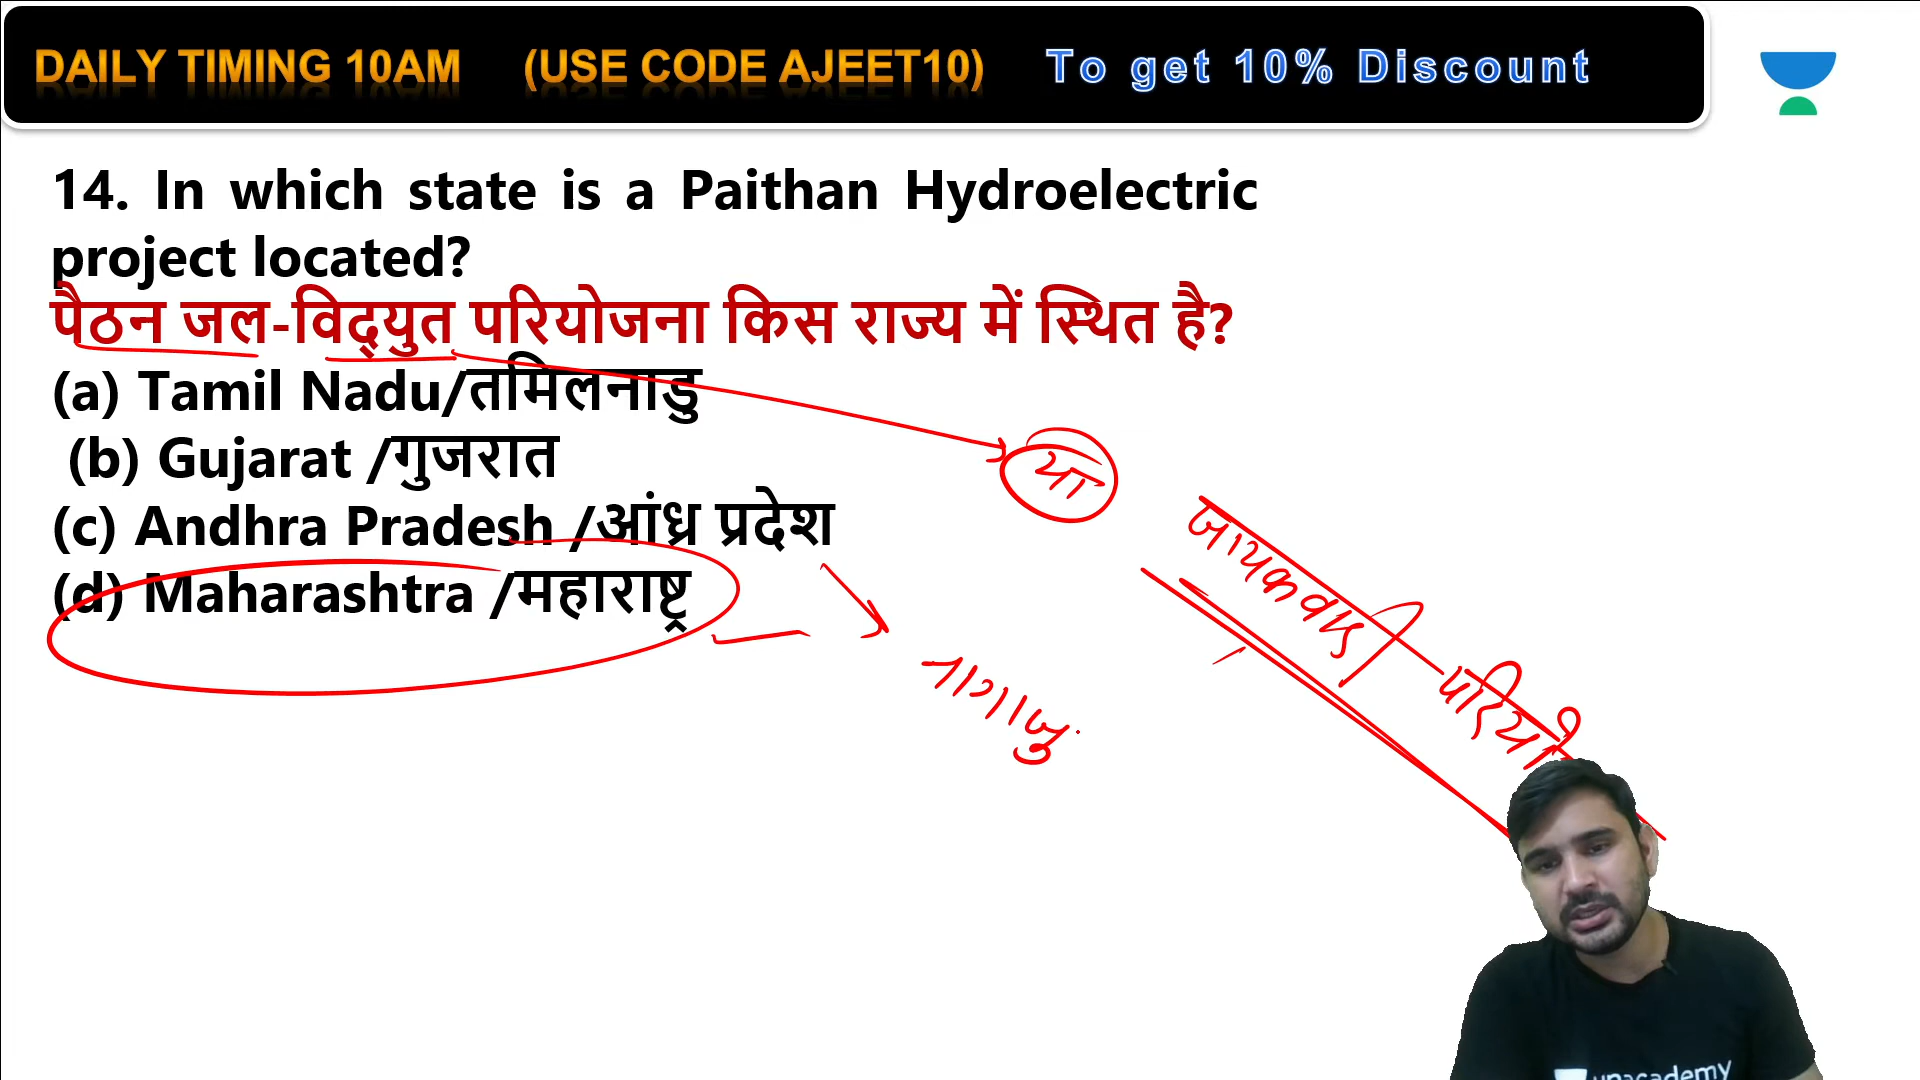 DAILY TIMING 10AM (USE CODE AJEET10) To get 10% Discount
14. In which state is a Paithan Hydroelectric
project located?
पैठन जल-विद्युत परियोजना किस राज्य में स्थित है?
(a) Tamil Nadu/तमिलनाडु
(b) Gujarat /गुजरात
(c) Andhra Pradesh /आंध्र प्रदेश
(d) Maharashtra /महाराष्ट्र
या
जायकवाड़ी परियो
unacademy